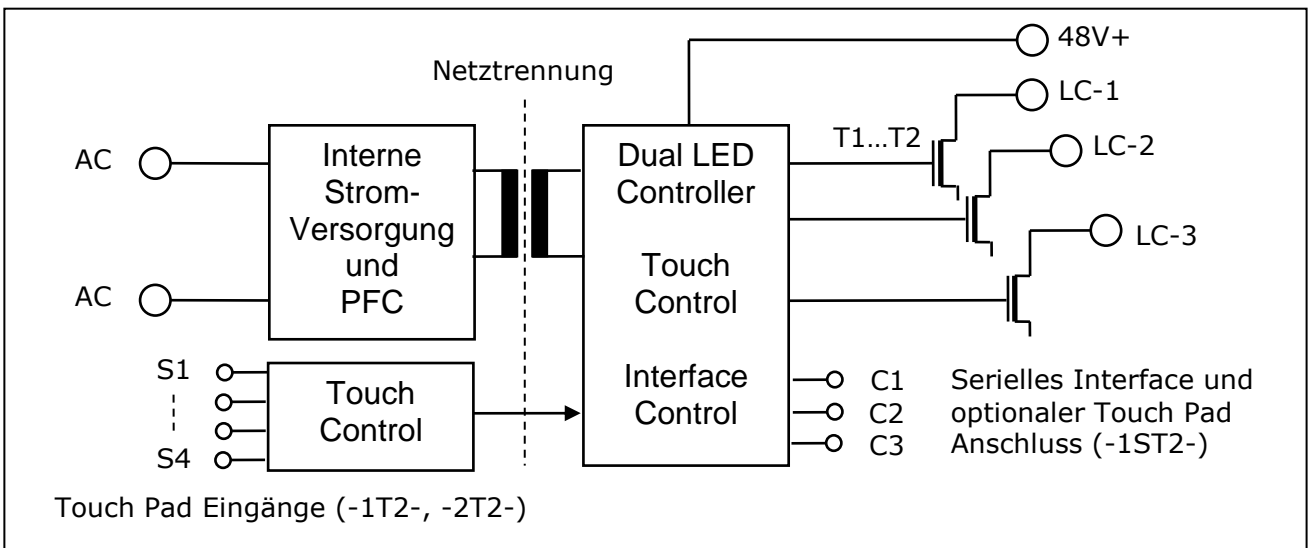 48V+
Netztrennung
LC-1
T1...T2
LC-2
AC
Interne
Strom-
Versorgung
und
PFC
Dual LED
Controller
LC-3
Touch
Control
AC
S1
S4
Touch
Control
Interface
Control
C1
C2
C3
Serielles Interface und
optionaler Touch Pad
Anschluss (-1ST2-)
Touch Pad Eingänge (-1T2-, -2T2-)